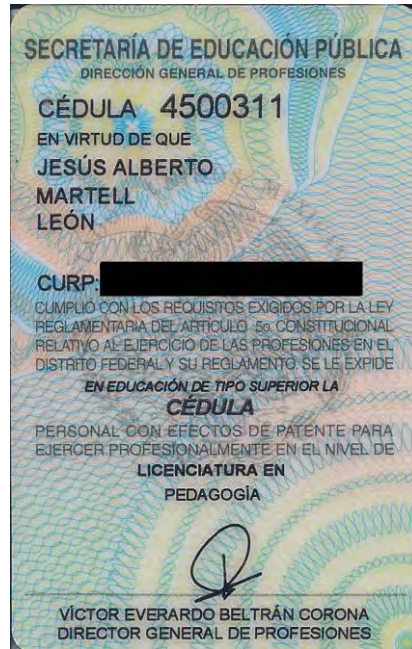 SECRETARÍA DE EDUCACIÓN PÚBLICA
DIRECCIÓN GENERAL DE PROFESIONES
CÉDULA 4500311
EN VIRTUD DE QUE
JESÚS ALBERTO
MARTELL
LEÓN
CURP:
CUMPLIÓ CON LOS REQUISITOS EXIGIDOS POR LA LEY
REGLAMENTARIA DEL ARTÍCULO 5o. CONSTITUCIONAL
RELATIVO AL EJERCICIO DE LAS PROFESIONES EN EL
DISTRITO FEDERAL Y SU REGLAMENTO, SE LE EXPIDE
EN EDUCACIÓN DE TIPO SUPERIOR LA
CÉDULA
PERSONAL CON EFECTOS DE PATENTE PARA
EJERCER PROFESIONALMENTE EN EL NIVEL DE
LICENCIATURA EN
PEDAGOGÍA
VÍCTOR EVERARDO BELTRÁN CORONA
DIRECTOR GENERAL DE PROFESIONES